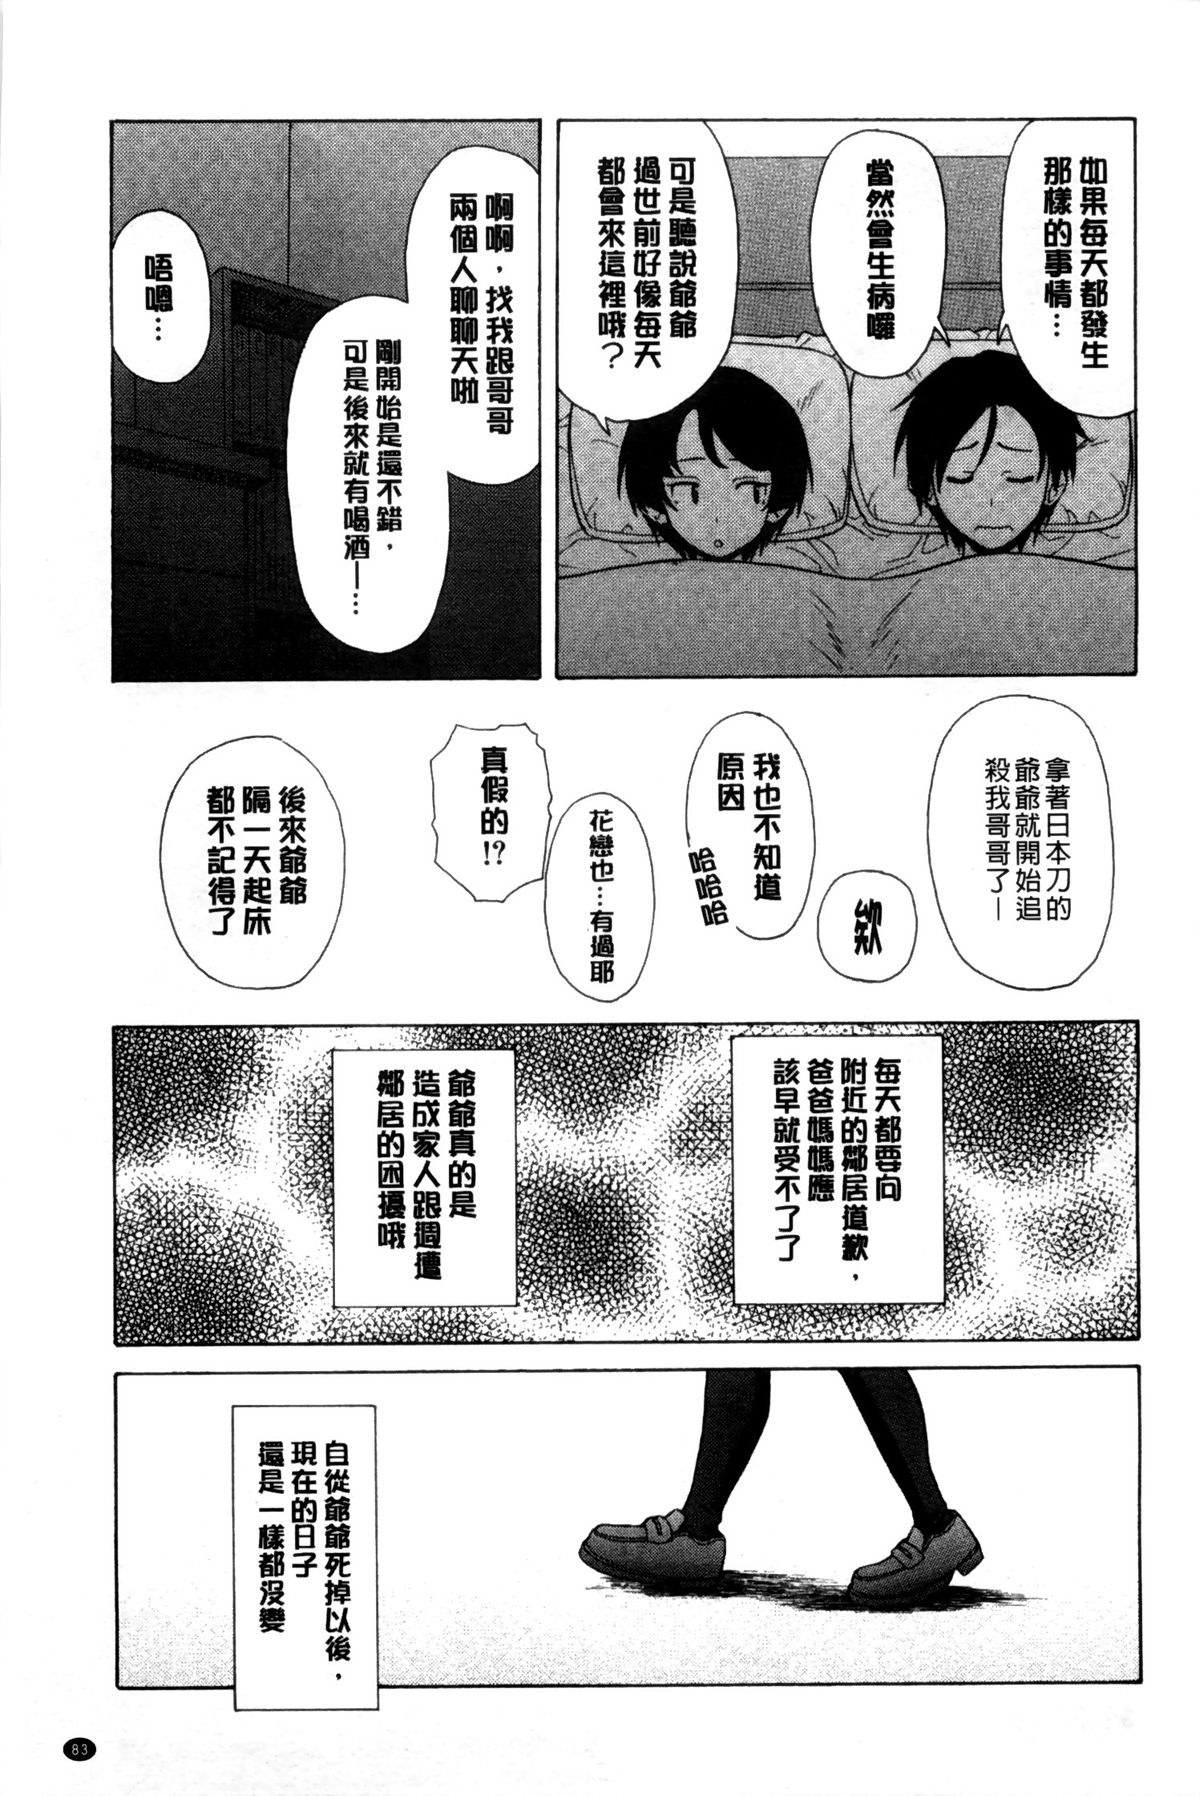 如果每天都發生
那樣的事情…
當然會生病囉
可是聽說爺爺
過世前好像每天
都會來這裡哦？
啊啊，找我跟哥哥
兩個人聊聊天啦
剛開始是還不錯，
可是後來就有喝酒—…
唔嗯…
拿著日本刀的
爺爺就開始追
殺我哥哥了—
欸
我也不知道
原因
哈哈哈
花戀也…有過耶
真假的!?
後來爺爺
隔一天起床
都不記得了
每天都要向
附近的鄰居道歉，
爸爸媽媽應
該早就受不了了
爺爺真的是
造成家人跟週遭
鄰居的困擾哦
自從爺爺死掉以後，
現在的日子
還是一樣都沒變
83